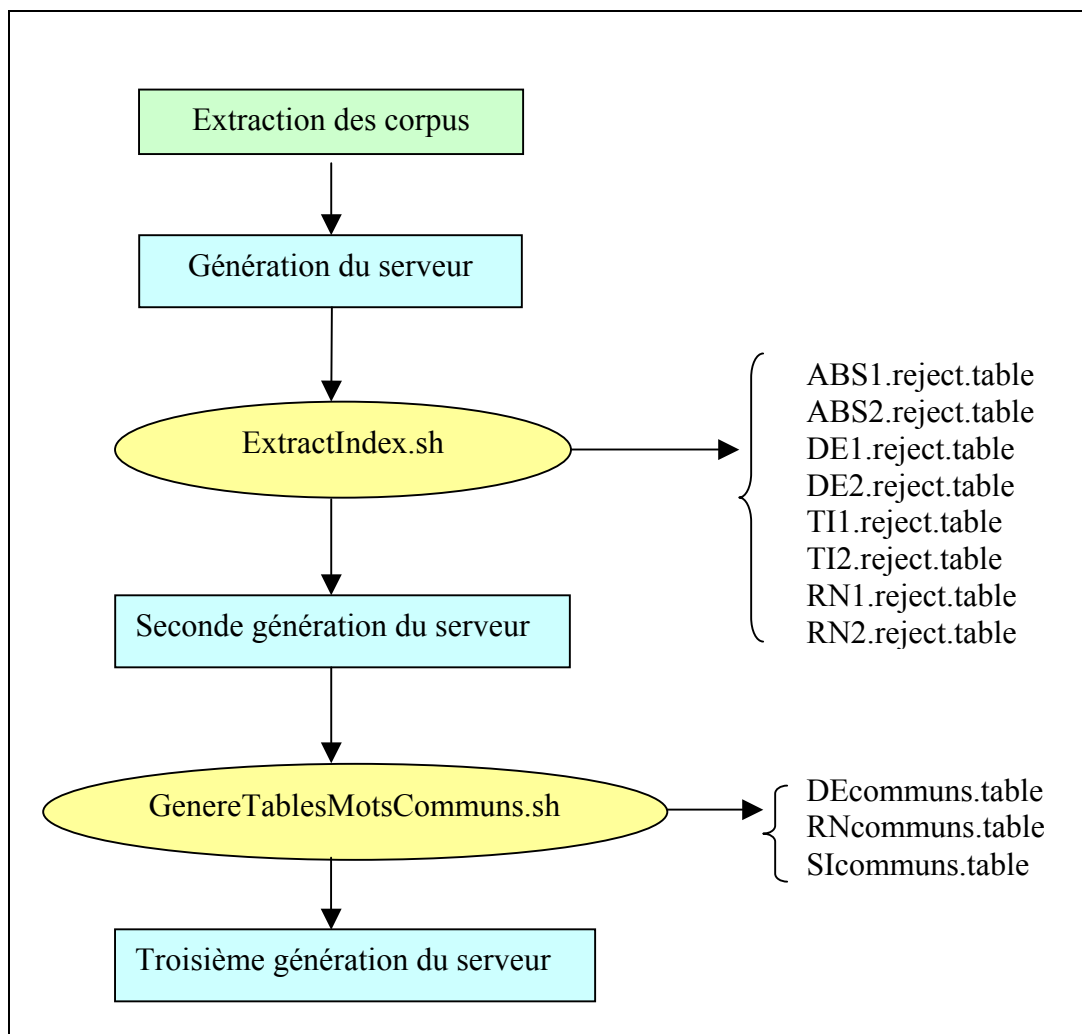 Extraction des corpus
Génération du serveur
ExtractIndex.sh
ABS1.reject.table
ABS2.reject.table
DE1.reject.table
DE2.reject.table
TI1.reject.table
TI2.reject.table
RN1.reject.table
RN2.reject.table
Seconde génération du serveur
GenereTablesMotsCommuns.sh
DEcommuns.table
RNcommuns.table
SIcommuns.table
Troisième génération du serveur